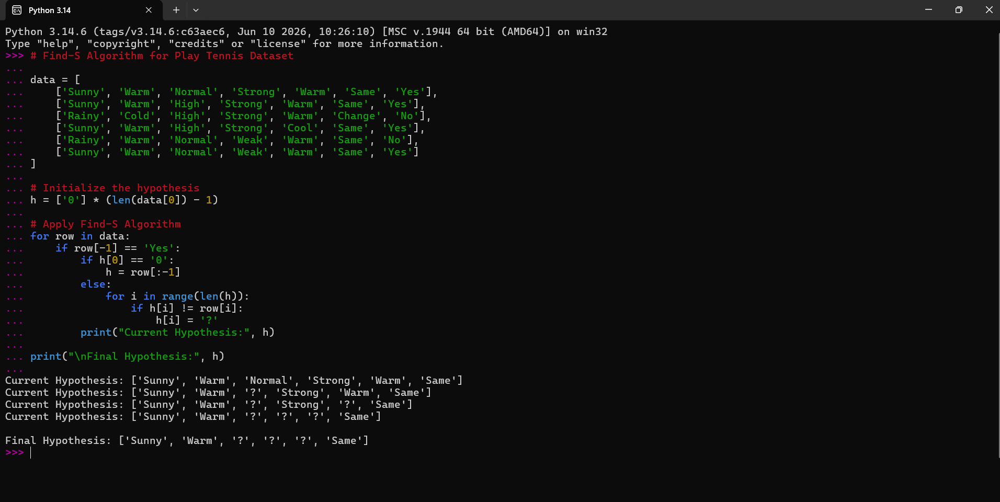 Python 3.14
Python 3.14.6 (tags/v3.14.6:c63aec6, Jun 10 2026, 10:26:10) [MSC v.1944 64 bit (AMD64)] on win32
Type "help", "copyright", "credits" or "license" for more information.
>>> # Find-S Algorithm for Play Tennis Dataset
...
... data = [
...     ['Sunny', 'Warm', 'Normal', 'Strong', 'Warm', 'Same', 'Yes'],
...     ['Sunny', 'Warm', 'High', 'Strong', 'Warm', 'Same', 'Yes'],
...     ['Rainy', 'Cold', 'High', 'Strong', 'Warm', 'Change', 'No'],
...     ['Sunny', 'Warm', 'High', 'Strong', 'Cool', 'Same', 'Yes'],
...     ['Rainy', 'Warm', 'Normal', 'Weak', 'Warm', 'Same', 'No'],
...     ['Sunny', 'Warm', 'Normal', 'Weak', 'Warm', 'Same', 'Yes']
... ]
...
... # Initialize the hypothesis
... h = ['0'] * (len(data[0]) - 1)
...
... # Apply Find-S Algorithm
... for row in data:
...     if row[-1] == 'Yes':
...         if h[0] == '0':
...             h = row[:-1]
...         else:
...             for i in range(len(h)):
...                 if h[i] != row[i]:
...                     h[i] = '?'
...         print("Current Hypothesis:", h)
...
... print("\nFinal Hypothesis:", h)
...
Current Hypothesis: ['Sunny', 'Warm', 'Normal', 'Strong', 'Warm', 'Same']
Current Hypothesis: ['Sunny', 'Warm', '?', 'Strong', 'Warm', 'Same']
Current Hypothesis: ['Sunny', 'Warm', '?', 'Strong', '?', 'Same']
Current Hypothesis: ['Sunny', 'Warm', '?', '?', '?', 'Same']

Final Hypothesis: ['Sunny', 'Warm', '?', '?', '?', 'Same']
>>>